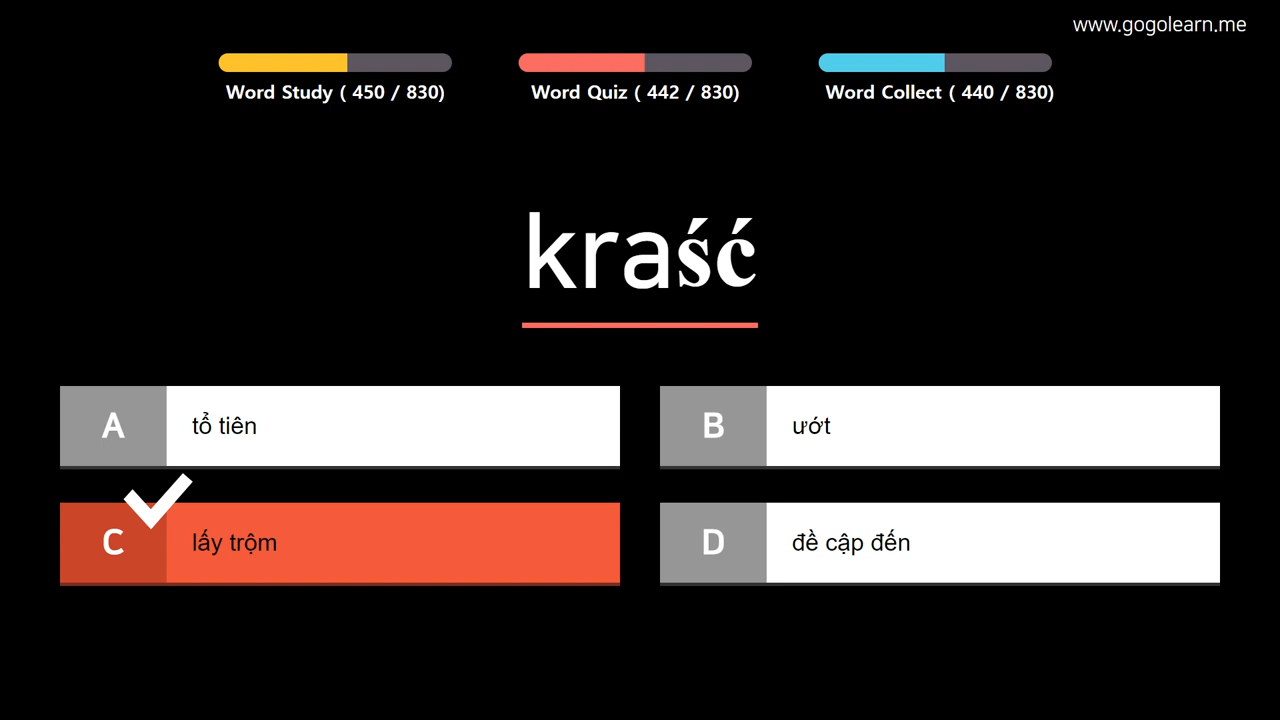 www.gogolearn.me
Word Study ( 450 / 830)
Word Quiz ( 442 / 830)
Word Collect ( 440 / 830)
kraść
A tổ tiên
B ướt
C lấy trộm
D đề cập đến